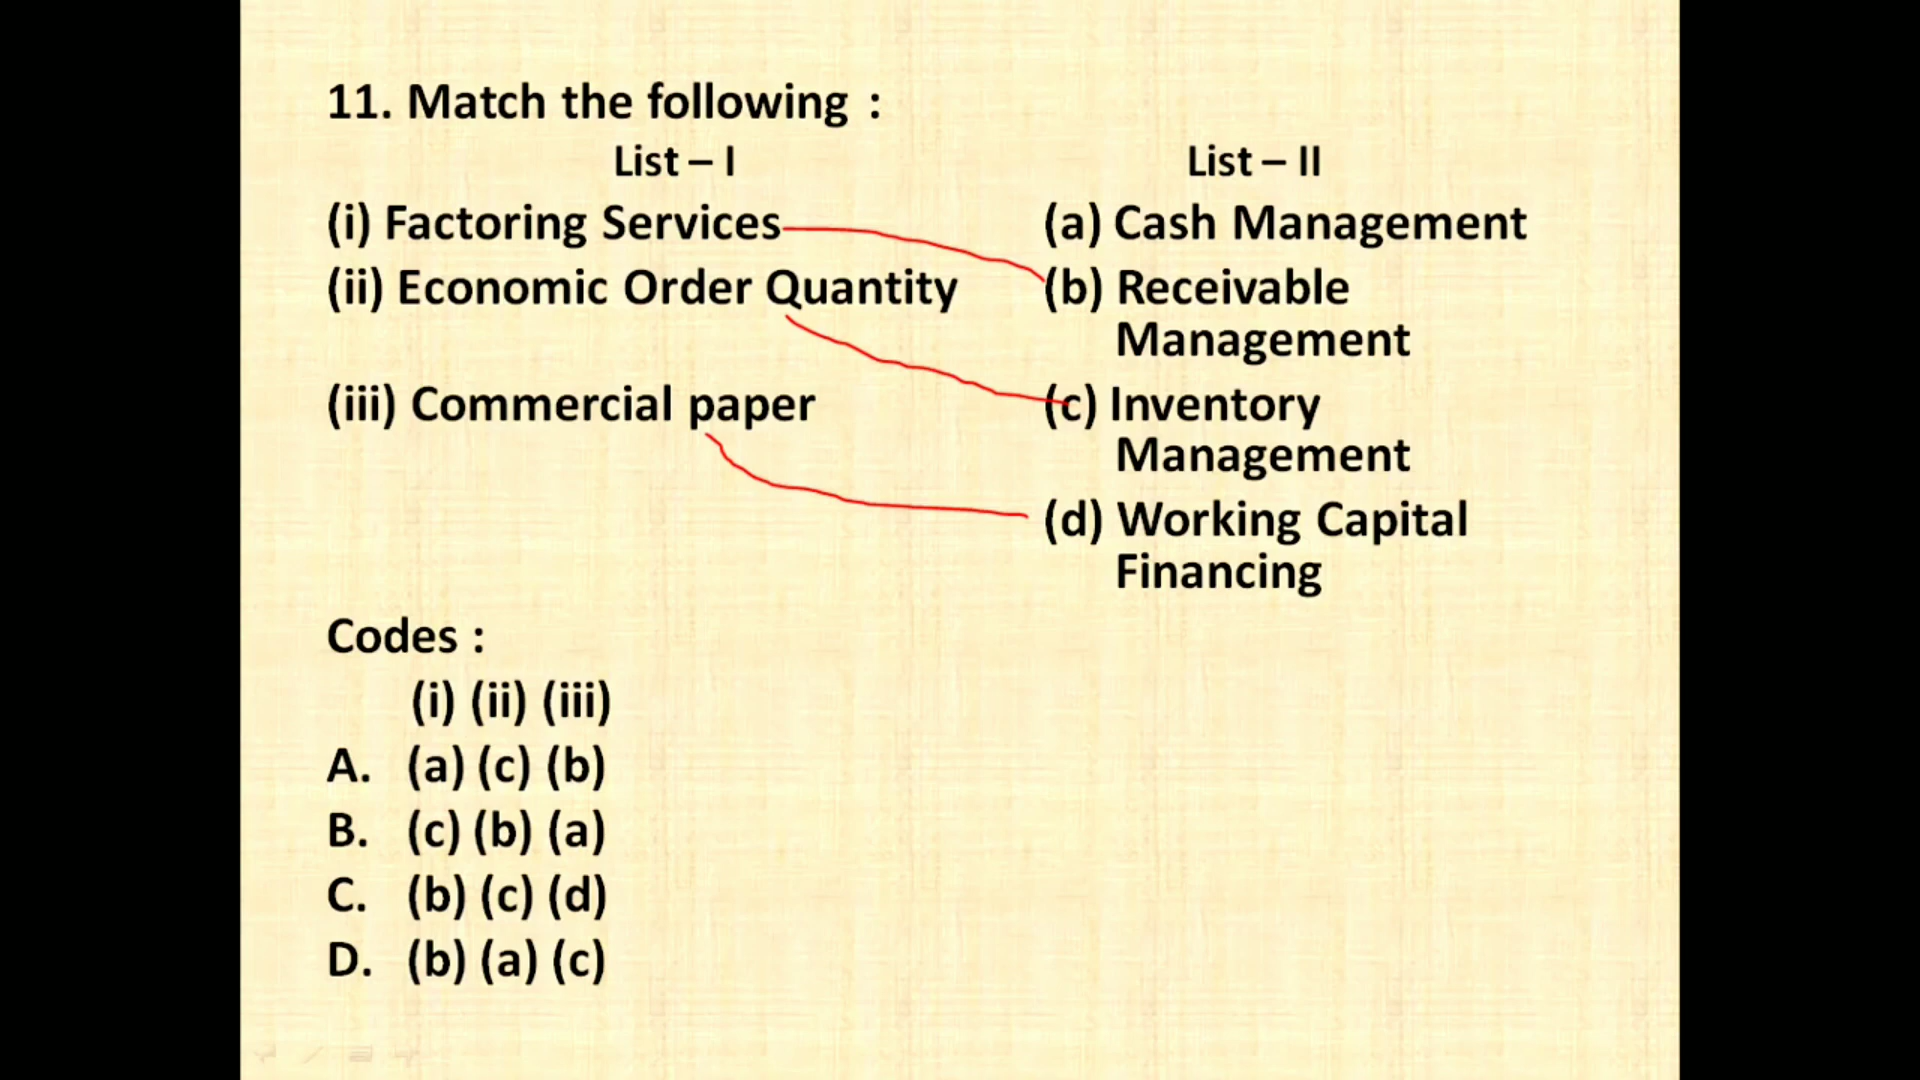 11. Match the following :
List – I List – II
(i) Factoring Services (a) Cash Management
(ii) Economic Order Quantity (b) Receivable
Management
(iii) Commercial paper (c) Inventory
Management
(d) Working Capital
Financing
Codes :
(i) (ii) (iii)
A. (a) (c) (b)
B. (c) (b) (a)
C. (b) (c) (d)
D. (b) (a) (c)